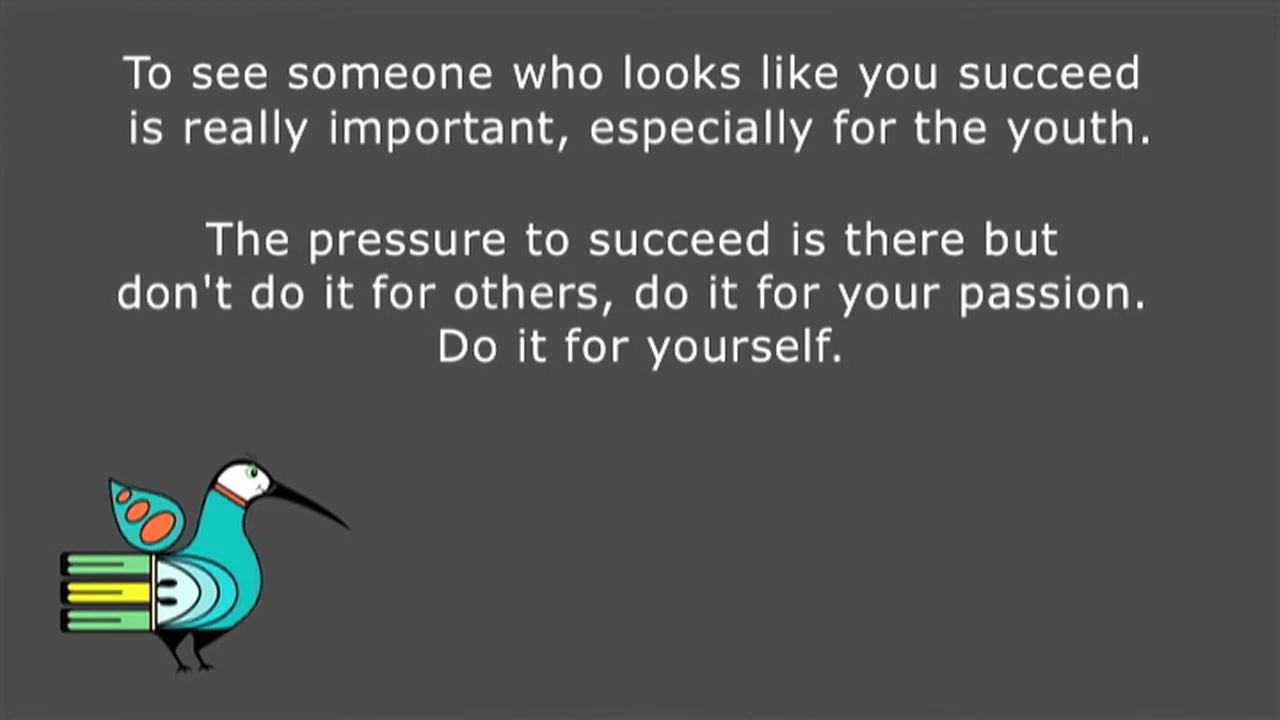 To see someone who looks like you succeed
is really important, especially for the youth.
The pressure to succeed is there but
don't do it for others, do it for your passion.
Do it for yourself.